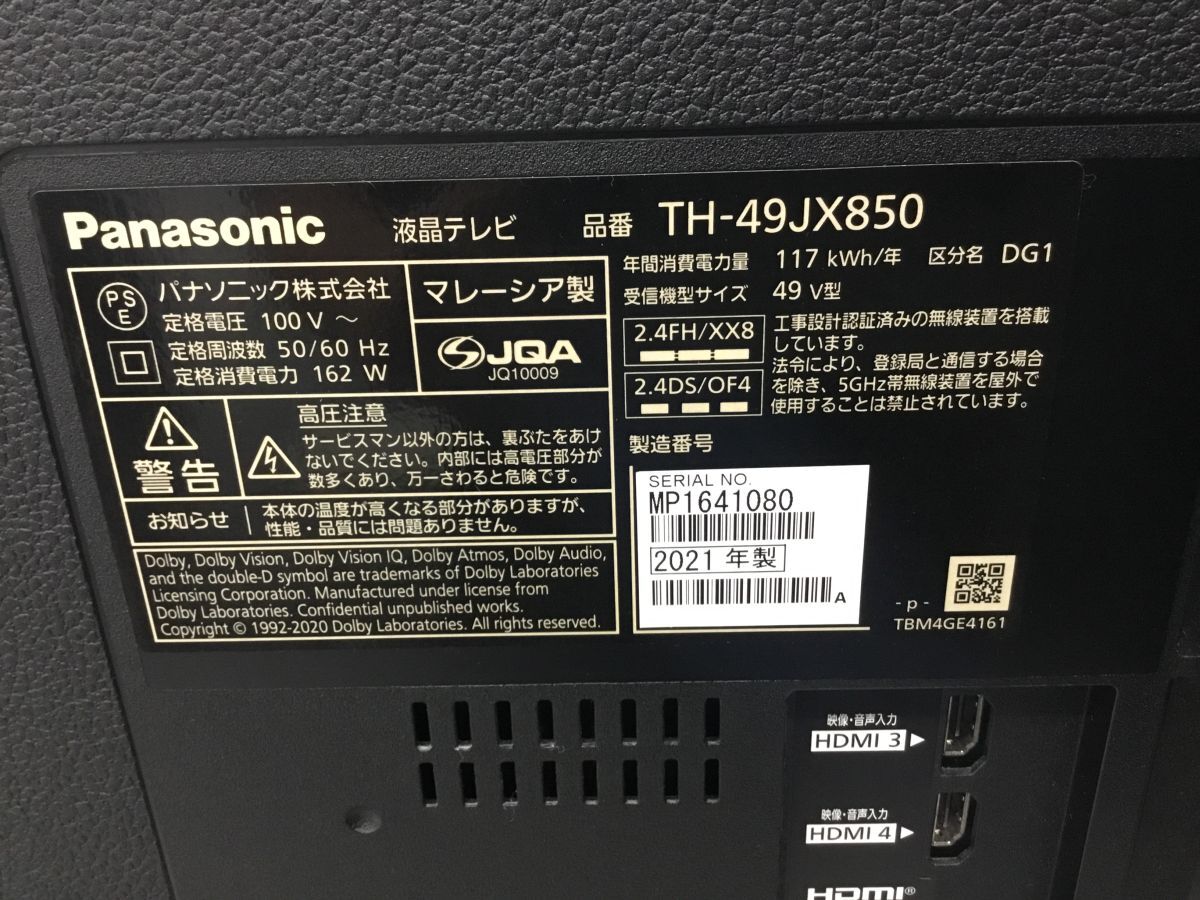 Panasonic 液晶テレビ 品番 TH-49JX850
PS
E
パナソニック株式会社
定格電圧 100 V ～
定格周波数 50/60 Hz
定格消費電力 162 W
マレーシア製
JQA
JQ10009
警告
高圧注意
サービスマン以外の方は、裏ぶたをあけ
ないでください。内部には高電圧部分が
数多くあり、万一さわると危険です。
お知らせ
本体の温度が高くなる部分がありますが、
性能・品質には問題ありません。
Dolby, Dolby Vision, Dolby Vision IQ, Dolby Atmos, Dolby Audio,
and the double-D symbol are trademarks of Dolby Laboratories
Licensing Corporation. Manufactured under license from
Dolby Laboratories. Confidential unpublished works.
Copyright © 1992-2020 Dolby Laboratories. All rights reserved.
年間消費電力量 117 kWh/年 区分名 DG1
受信機型サイズ 49 V型
2.4FH/XX8
2.4DS/OF4
工事設計認証済みの無線装置を搭載
しています。
法令により、登録局と通信する場合
を除き、5GHz帯無線装置を屋外で
使用することは禁止されています。
製造番号
SERIAL NO.
MP1641080
2021 年製
A
- p -
TBM4GE4161
映像・音声入力
HDMI 3
映像・音声入力
HDMI 4
HDMI®